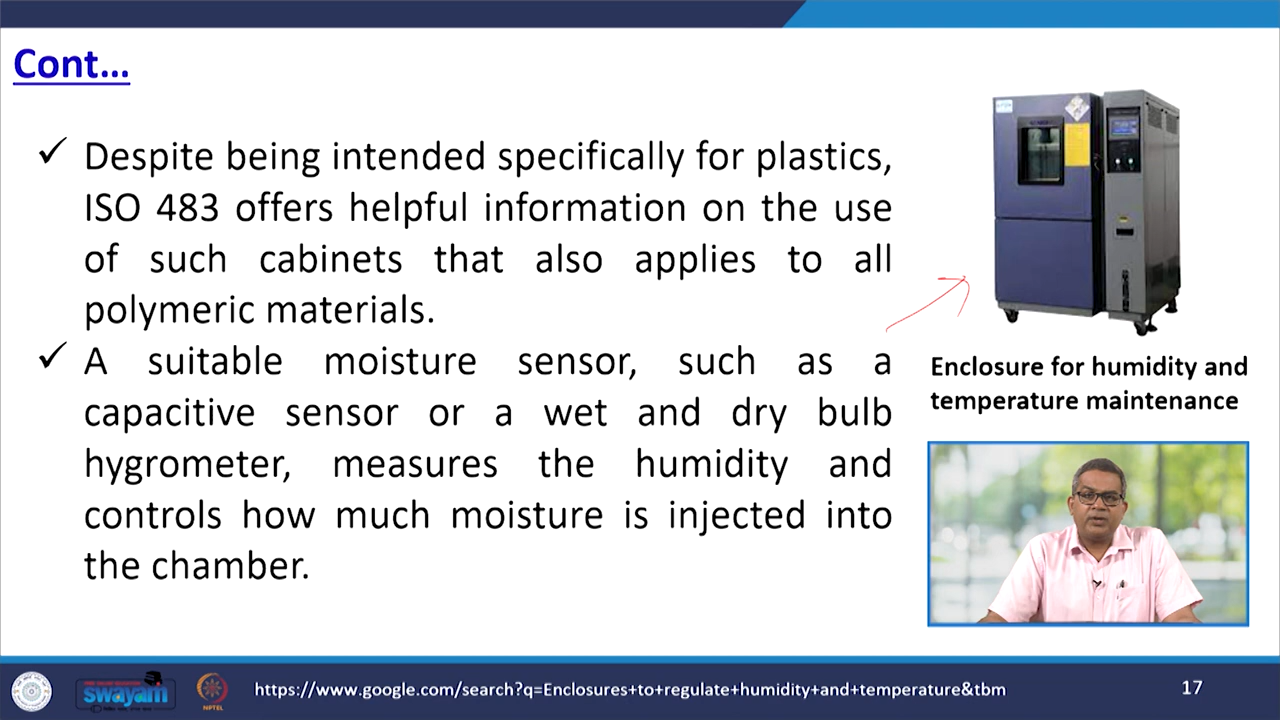 Cont...
✓ Despite being intended specifically for plastics,
ISO 483 offers helpful information on the use
of such cabinets that also applies to all
polymeric materials.
✓ A suitable moisture sensor, such as a
capacitive sensor or a wet and dry bulb
hygrometer, measures the humidity and
controls how much moisture is injected into
the chamber.
Enclosure for humidity and
temperature maintenance
swayam
NPTEL
https://www.google.com/search?q=Enclosures+to+regulate+humidity+and+temperature&tbm
17